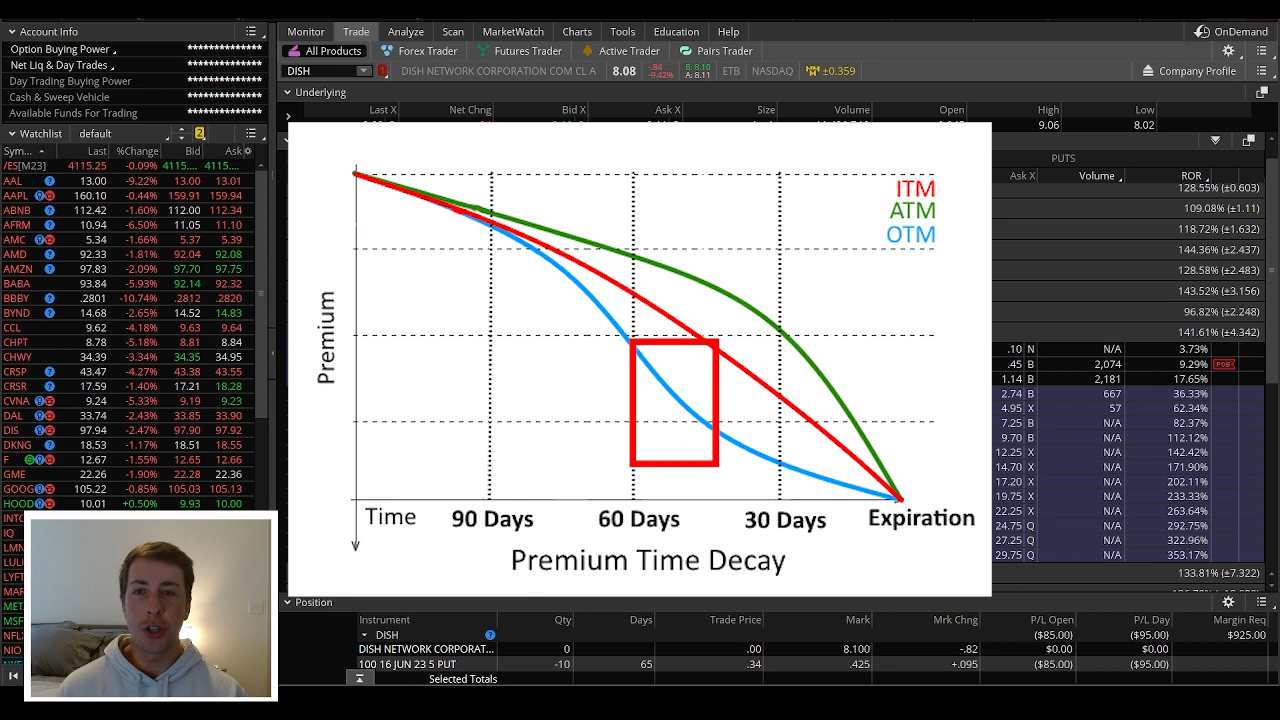 Account Info
Option Buying Power **************
Net Liq & Day Trades **************
Day Trading Buying Power **************
Cash & Sweep Vehicle **************
Available Funds For Trading **************
Watchlist default 2
Sym... Last %Change Bid Ask
/ES[M23] 4115.25 -0.09% 4115.... 4115....
AAL 13.00 -9.22% 13.00 13.01
AAPL 160.10 -0.44% 159.91 159.94
ABNB 112.42 -1.60% 112.00 112.34
AFRM 10.94 -6.50% 11.05 11.10
AMC 5.34 -1.66% 5.37 5.39
AMD 92.33 -1.81% 92.04 92.08
AMZN 97.83 -2.09% 97.70 97.75
BABA 93.84 -5.93% 92.14 92.32
BBBY .2801 -10.74% .2812 .2820
BYND 14.68 -2.65% 14.52 14.83
CCL 9.62 -4.18% 9.63 9.64
CHPT 8.78 -5.18% 8.81 8.84
CHWY 34.39 -3.34% 34.35 34.95
CRSP 43.47 -4.27% 43.38 43.55
CRSR 17.59 -1.40% 17.21 18.28
CVNA 9.24 -5.33% 9.19 9.23
DAL 33.74 -2.43% 33.85 33.90
DIS 97.94 -2.47% 97.90 97.92
DKNG 18.53 -1.17% 18.51 18.55
F 12.67 -1.55% 12.65 12.66
GME 22.26 -1.90% 22.28 22.36
GOOG 105.22 -0.85% 105.03 105.13
HOOD 10.01 +0.50% 9.93 10.00
INTC
IQ
LMN
LULU
LYFT
MAR
MET
MSF
NFL
NIO
Monitor Trade Analyze Scan MarketWatch Charts Tools Education Help OnDemand
All Products Forex Trader Futures Trader Active Trader Pairs Trader
DISH DISH NETWORK CORPORATION COM CL A 8.08 -.84 -9.42% B: 8.10 A: 8.11 ETB NASDAQ ±0.359 Company Profile
Underlying
Last X Net Chng Bid X Ask X Size Volume Open High Low
9.06 8.02
PUTS
Ask X Volume ROR
128.55% (±0.603)
109.08% (±1.11)
(±1.632)
144.36% (±2.437)
128.58% (±2.483)
143.52% (±3.156)
96.82% (±2.248)
141.61% (±4.342)
.10 N N/A 3.73%
.45 B 2,074 9.29% POS
1.14 B 2,181 17.65%
2.74 B 667 36.33%
4.95 X 57 62.34%
7.25 B N/A 82.37%
9.70 B N/A 112.12%
12.25 X N/A 142.42%
14.70 X N/A 171.90%
17.20 X N/A 202.11%
19.75 X N/A 233.33%
22.25 X N/A 263.64%
24.75 Q N/A 292.75%
27.25 Q N/A 322.96%
29.75 Q N/A 353.17%
133.81% (±7.322)
ITM
ATM
OTM
Premium
Time 90 Days 60 Days 30 Days Expiration
Premium Time Decay
Position
Instrument Qty Days Trade Price Mark Mrk Chng P/L Open P/L Day Margin Req
DISH ($85.00) ($95.00) $925.00
DISH NETWORK CORPORAT... 0 .00 8.100 -.82 $0.00 $0.00
100 16 JUN 23 5 PUT -10 65 .34 .425 +.095 ($85.00) ($95.00)
Selected Totals